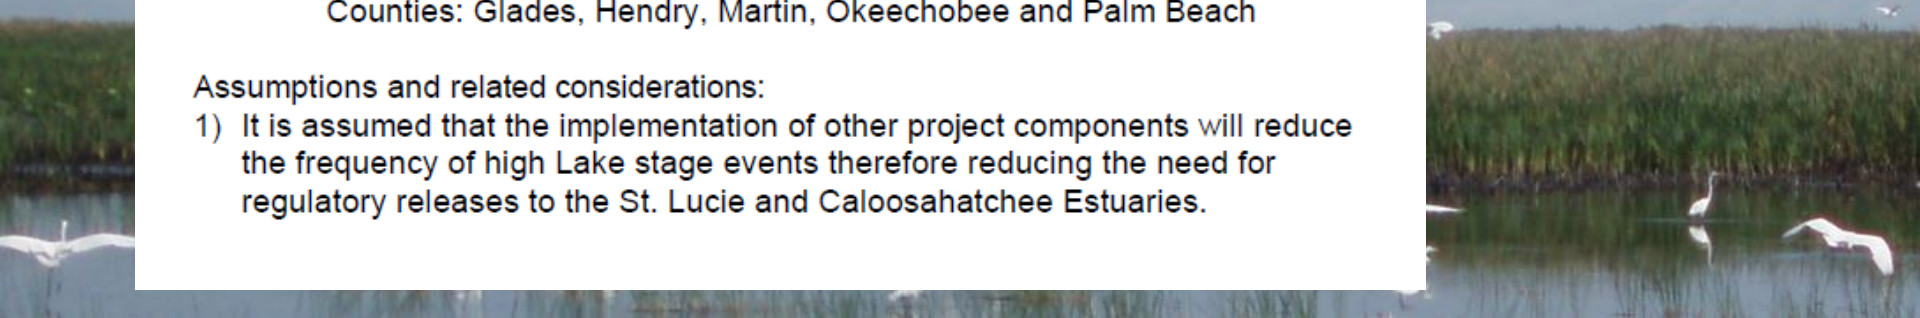 Counties: Glades, Hendry, Martin, Okeechobee and Palm Beach
Assumptions and related considerations:
1) It is assumed that the implementation of other project components will reduce
the frequency of high Lake stage events therefore reducing the need for
regulatory releases to the St. Lucie and Caloosahatchee Estuaries.